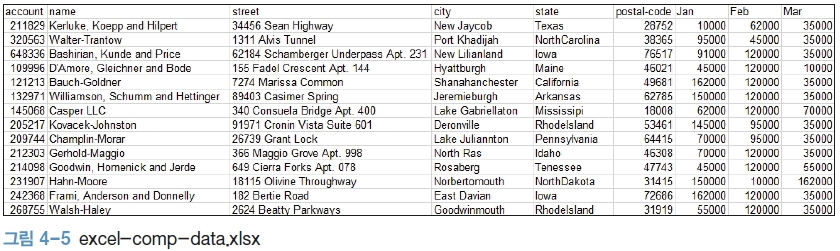 account name street city state postal-code Jan Feb Mar
211829 Kerluke, Koepp and Hilpert 34456 Sean Highway New Jaycob Texas 28752 10000 62000 35000
320563 Walter-Trantow 1311 Alvis Tunnel Port Khadijah NorthCarolina 38365 95000 45000 35000
648336 Bashirian, Kunde and Price 62184 Schamberger Underpass Apt. 231 New Lilianland Iowa 76517 91000 120000 35000
109996 D'Amore, Gleichner and Bode 155 Fadel Crescent Apt. 144 Hyattburgh Maine 46021 45000 120000 10000
121213 Bauch-Goldner 7274 Marissa Common Shanahanchester California 49681 162000 120000 35000
132971 Williamson, Schumm and Hettinger 89403 Casimer Spring Jeremieburgh Arkansas 62785 150000 120000 35000
145068 Casper LLC 340 Consuela Bridge Apt. 400 Lake Gabriellaton Mississipi 18008 62000 120000 70000
205217 Kovacek-Johnston 91971 Cronin Vista Suite 601 Deronville RhodeIsland 53461 145000 95000 35000
209744 Champlin-Morar 26739 Grant Lock Lake Juliannton Pennsylvania 64415 70000 95000 35000
212303 Gerhold-Maggio 366 Maggio Grove Apt. 998 North Ras Idaho 46308 70000 120000 35000
214098 Goodwin, Homenick and Jerde 649 Cierra Forks Apt. 078 Rosaberg Tenessee 47743 45000 120000 55000
231907 Hahn-Moore 18115 Olivine Throughway Norbertomouth NorthDakota 31415 150000 10000 162000
242368 Frami, Anderson and Donnelly 182 Bertie Road East Davian Iowa 72686 162000 120000 35000
268755 Walsh-Haley 2624 Beatty Parkways Goodwinmouth RhodeIsland 31919 55000 120000 35000
그림 4-5 excel-comp-data.xlsx